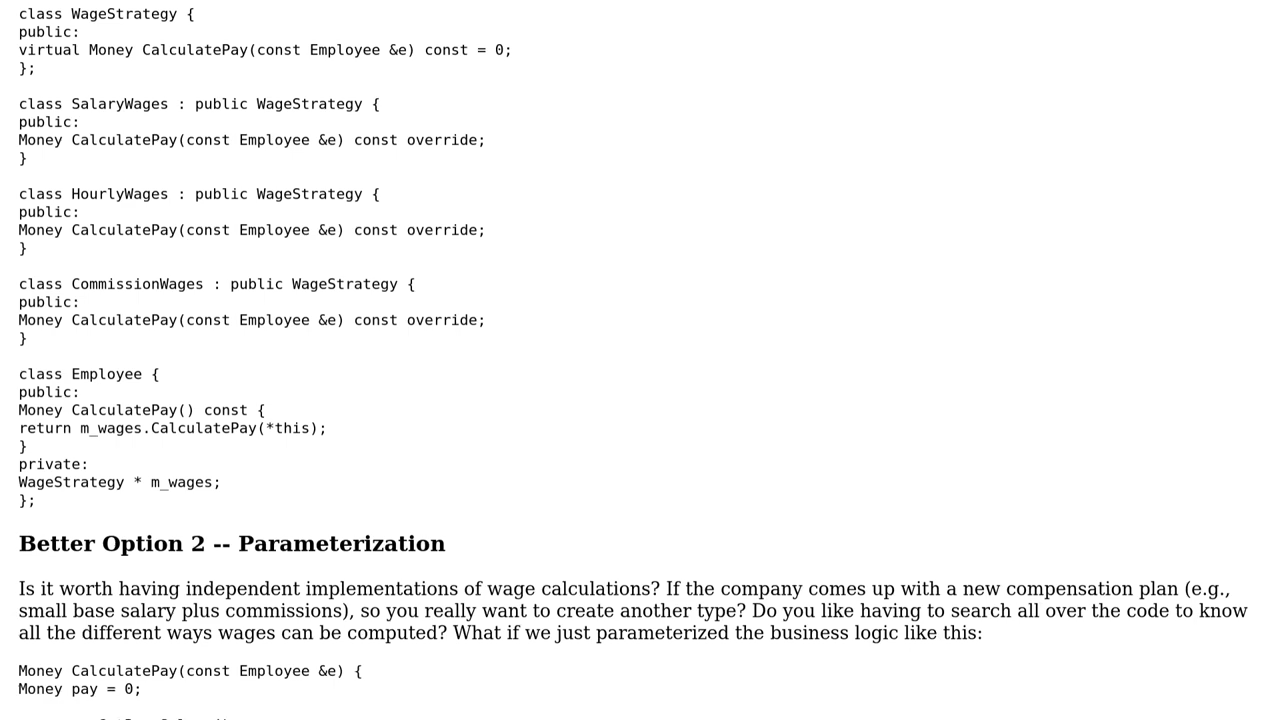 class WageStrategy {
public:
virtual Money CalculatePay(const Employee &e) const = 0;
};
class SalaryWages : public WageStrategy {
public:
Money CalculatePay(const Employee &e) const override;
}
class HourlyWages : public WageStrategy {
public:
Money CalculatePay(const Employee &e) const override;
}
class CommissionWages : public WageStrategy {
public:
Money CalculatePay(const Employee &e) const override;
}
class Employee {
public:
Money CalculatePay() const {
return m_wages.CalculatePay(*this);
}
private:
WageStrategy * m_wages;
};
Better Option 2 -- Parameterization
Is it worth having independent implementations of wage calculations? If the company comes up with a new compensation plan (e.g.,
small base salary plus commissions), so you really want to create another type? Do you like having to search all over the code to know
all the different ways wages can be computed? What if we just parameterized the business logic like this:
Money CalculatePay(const Employee &e) {
Money pay = 0;